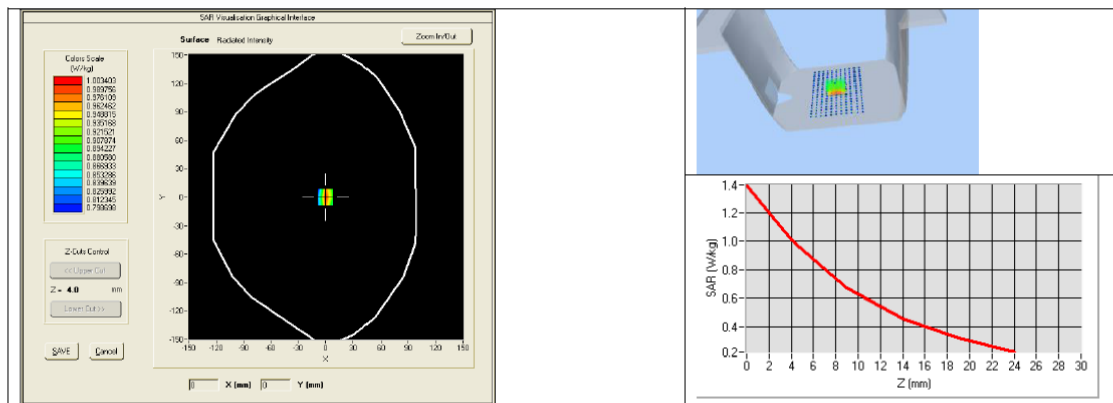 SAR Visualisation Graphical Interface
Surface Radiated Intensity
Zoom In/Out
Colors Scale
(W/kg)
1.003403
0.989756
0.976109
0.962462
0.948815
0.935168
0.921521
0.907874
0.894227
0.880580
0.866933
0.853286
0.839639
0.825992
0.812345
0.798698
150
120
90
60
30
0
-30
-60
-90
-120
-150
Y
-150 -120 -90 -60 -30 0 30 60 90 120 150
X
Z-Cuts Control
<< Upper Cut
Z = 4.0 mm
Lower Cut >>
SAVE Cancel
0 X (mm) 0 Y (mm)
1.4
1.2
1.0
0.8
0.6
0.4
0.2
SAR (W/kg)
0 2 4 6 8 10 12 14 16 18 20 22 24 26 28 30
Z (mm)